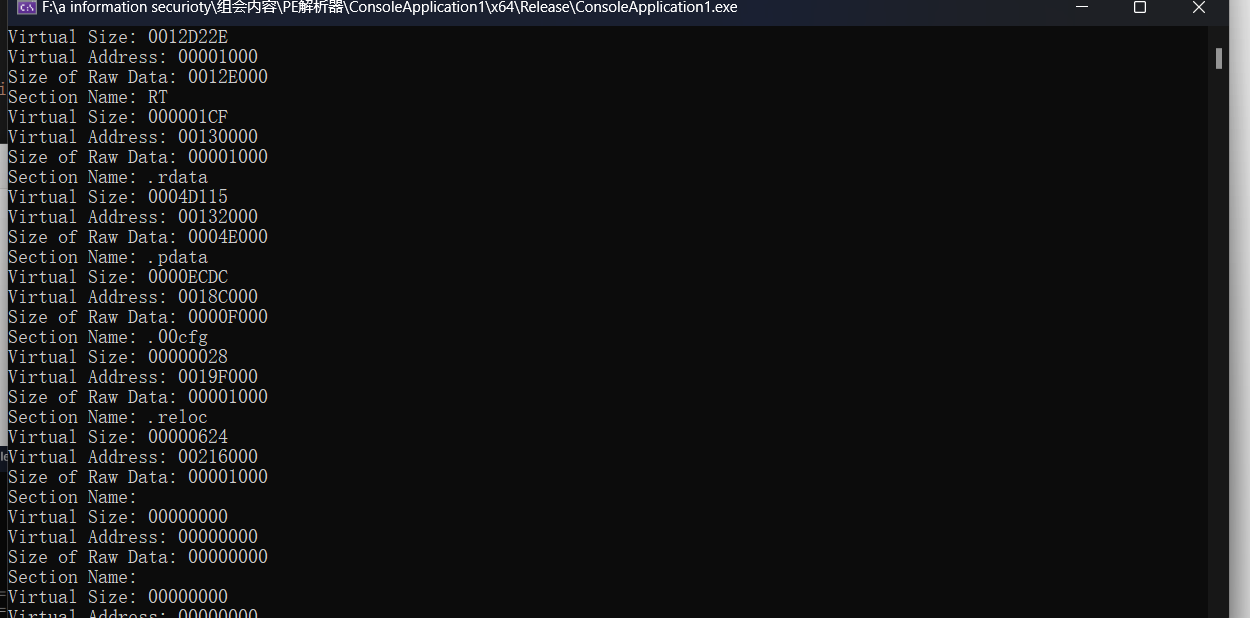 F:\a information securioty\组会内容\PE解析器\ConsoleApplication1\x64\Release\ConsoleApplication1.exe
Virtual Size: 0012D22E
Virtual Address: 00001000
Size of Raw Data: 0012E000
Section Name: RT
Virtual Size: 000001CF
Virtual Address: 00130000
Size of Raw Data: 00001000
Section Name: .rdata
Virtual Size: 0004D115
Virtual Address: 00132000
Size of Raw Data: 0004E000
Section Name: .pdata
Virtual Size: 0000ECDC
Virtual Address: 0018C000
Size of Raw Data: 0000F000
Section Name: .00cfg
Virtual Size: 00000028
Virtual Address: 0019F000
Size of Raw Data: 00001000
Section Name: .reloc
Virtual Size: 00000624
Virtual Address: 00216000
Size of Raw Data: 00001000
Section Name:
Virtual Size: 00000000
Virtual Address: 00000000
Size of Raw Data: 00000000
Section Name:
Virtual Size: 00000000
Virtual Address: 00000000